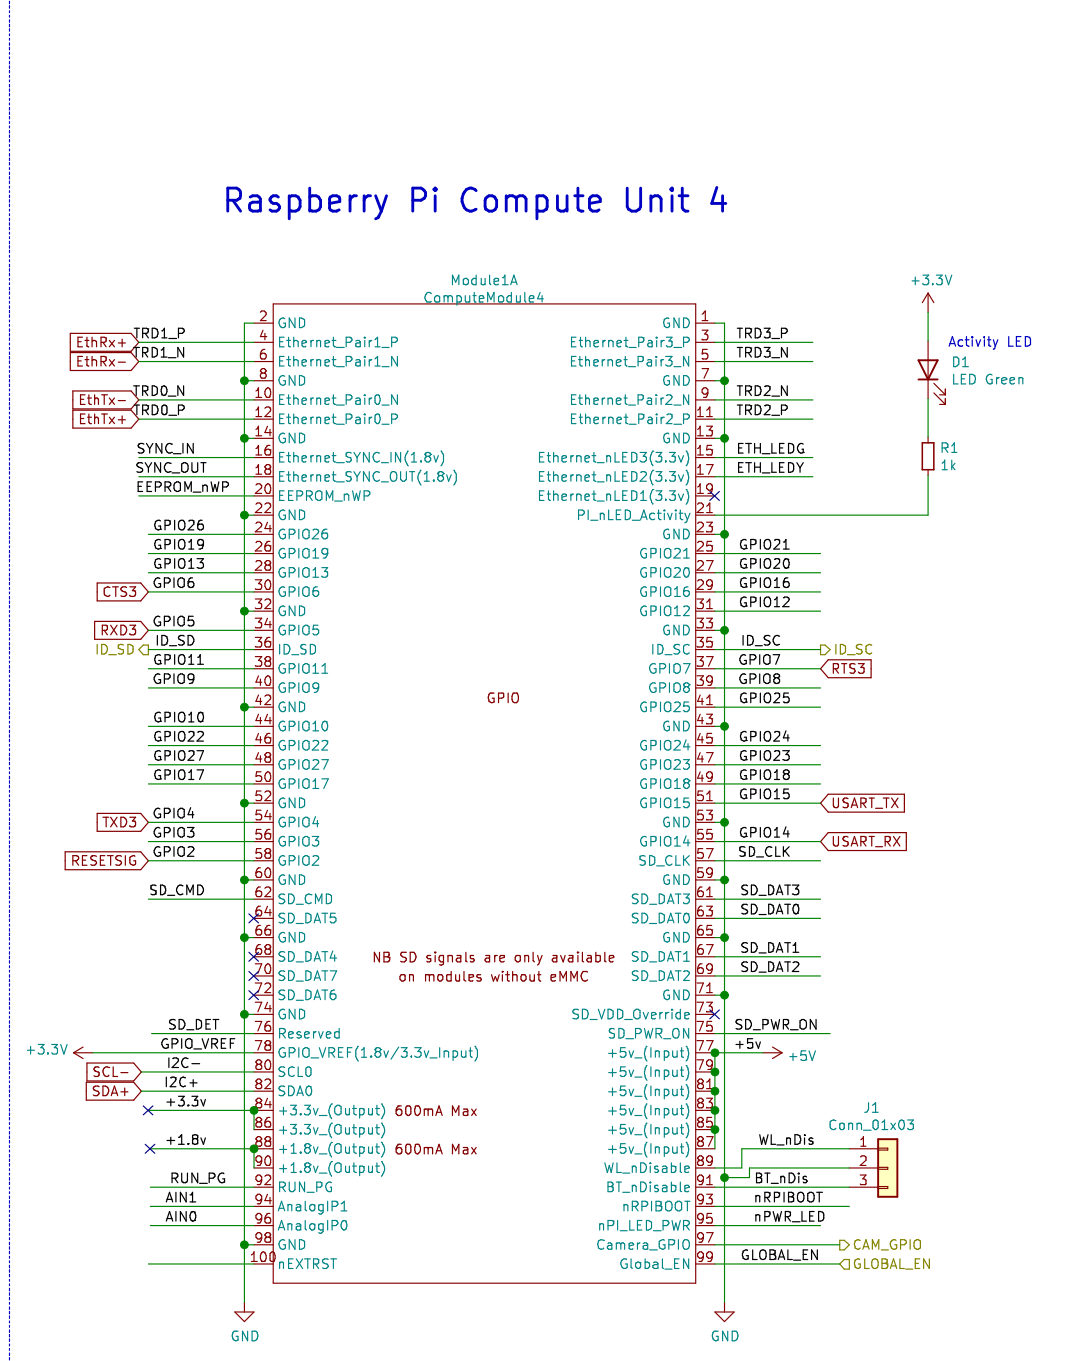 Raspberry Pi Compute Unit 4
Module1A
ComputeModule4
+3.3V
Activity LED
D1
LED Green
R1
1k
2 GND GND 1
EthRx+ TRD1_P 4 Ethernet_Pair1_P Ethernet_Pair3_P 3 TRD3_P
EthRx- TRD1_N 6 Ethernet_Pair1_N Ethernet_Pair3_N 5 TRD3_N
8 GND GND 7
EthTx- TRD0_N 10 Ethernet_Pair0_N Ethernet_Pair2_N 9 TRD2_N
EthTx+ TRD0_P 12 Ethernet_Pair0_P Ethernet_Pair2_P 11 TRD2_P
14 GND GND 13
SYNC_IN 16 Ethernet_SYNC_IN(1.8v) Ethernet_nLED3(3.3v) 15 ETH_LEDG
SYNC_OUT 18 Ethernet_SYNC_OUT(1.8v) Ethernet_nLED2(3.3v) 17 ETH_LEDY
EEPROM_nWP 20 EEPROM_nWP Ethernet_nLED1(3.3v) 19
22 GND PI_nLED_Activity 21
GPIO26 24 GPIO26 GND 23
GPIO19 26 GPIO19 GPIO21 25 GPIO21
GPIO13 28 GPIO13 GPIO20 27 GPIO20
CTS3 GPIO6 30 GPIO6 GPIO16 29 GPIO16
32 GND GPIO12 31 GPIO12
RXD3 GPIO5 34 GPIO5 GND 33
ID_SD ID_SD 36 ID_SD ID_SC 35 ID_SC ID_SC
GPIO11 38 GPIO11 GPIO7 37 GPIO7 RTS3
GPIO9 40 GPIO9 GPIO8 39 GPIO8
GPIO
42 GND GPIO25 41 GPIO25
GPIO10 44 GPIO10 GND 43
GPIO22 46 GPIO22 GPIO24 45 GPIO24
GPIO27 48 GPIO27 GPIO23 47 GPIO23
GPIO17 50 GPIO17 GPIO18 49 GPIO18
52 GND GPIO15 51 GPIO15 USART_TX
TXD3 GPIO4 54 GPIO4 GND 53
GPIO3 56 GPIO3 GPIO14 55 GPIO14 USART_RX
RESETSIG GPIO2 58 GPIO2 SD_CLK 57 SD_CLK
60 GND GND 59
SD_CMD 62 SD_CMD SD_DAT3 61 SD_DAT3
64 SD_DAT5 SD_DAT0 63 SD_DAT0
66 GND GND 65
68 SD_DAT4 NB SD signals are only available SD_DAT1 67 SD_DAT1
70 SD_DAT7 on modules without eMMC SD_DAT2 69 SD_DAT2
72 SD_DAT6 GND 71
74 GND SD_VDD_Override 73
SD_DET 76 Reserved SD_PWR_ON 75 SD_PWR_ON
+3.3V GPIO_VREF 78 GPIO_VREF(1.8v/3.3v_Input) +5v_(Input) 77 +5v +5V
SCL- I2C- 80 SCL0 +5v_(Input) 79
SDA+ I2C+ 82 SDA0 +5v_(Input) 81
+3.3v 84 +3.3v_(Output) 600mA Max +5v_(Input) 83
86 +3.3v_(Output) +5v_(Input) 85
+1.8v 88 +1.8v_(Output) 600mA Max +5v_(Input) 87
J1
Conn_01x03
WL_nDis 1
2
3
90 +1.8v_(Output) WL_nDisable 89
RUN_PG 92 RUN_PG BT_nDisable 91 BT_nDis
AIN1 94 AnalogIP1 nRPIBOOT 93 nRPIBOOT
AIN0 96 AnalogIP0 nPI_LED_PWR 95 nPWR_LED
98 GND Camera_GPIO 97 CAM_GPIO
100 nEXTRST Global_EN 99 GLOBAL_EN GLOBAL_EN
GND GND